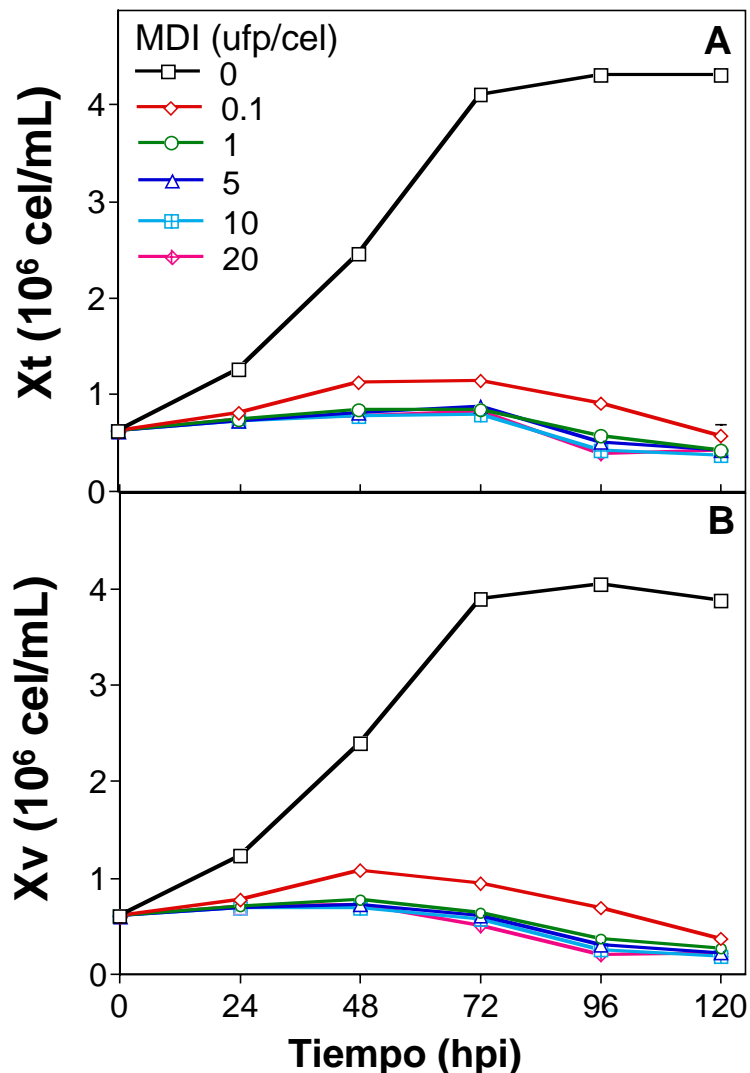 MDI (ufp/cel)
A
0
0.1
1
5
10
20
4
3
2
1
0
Xt (10⁶ cel/mL)
B
4
3
2
1
0
Xv (10⁶ cel/mL)
0 24 48 72 96 120
Tiempo (hpi)